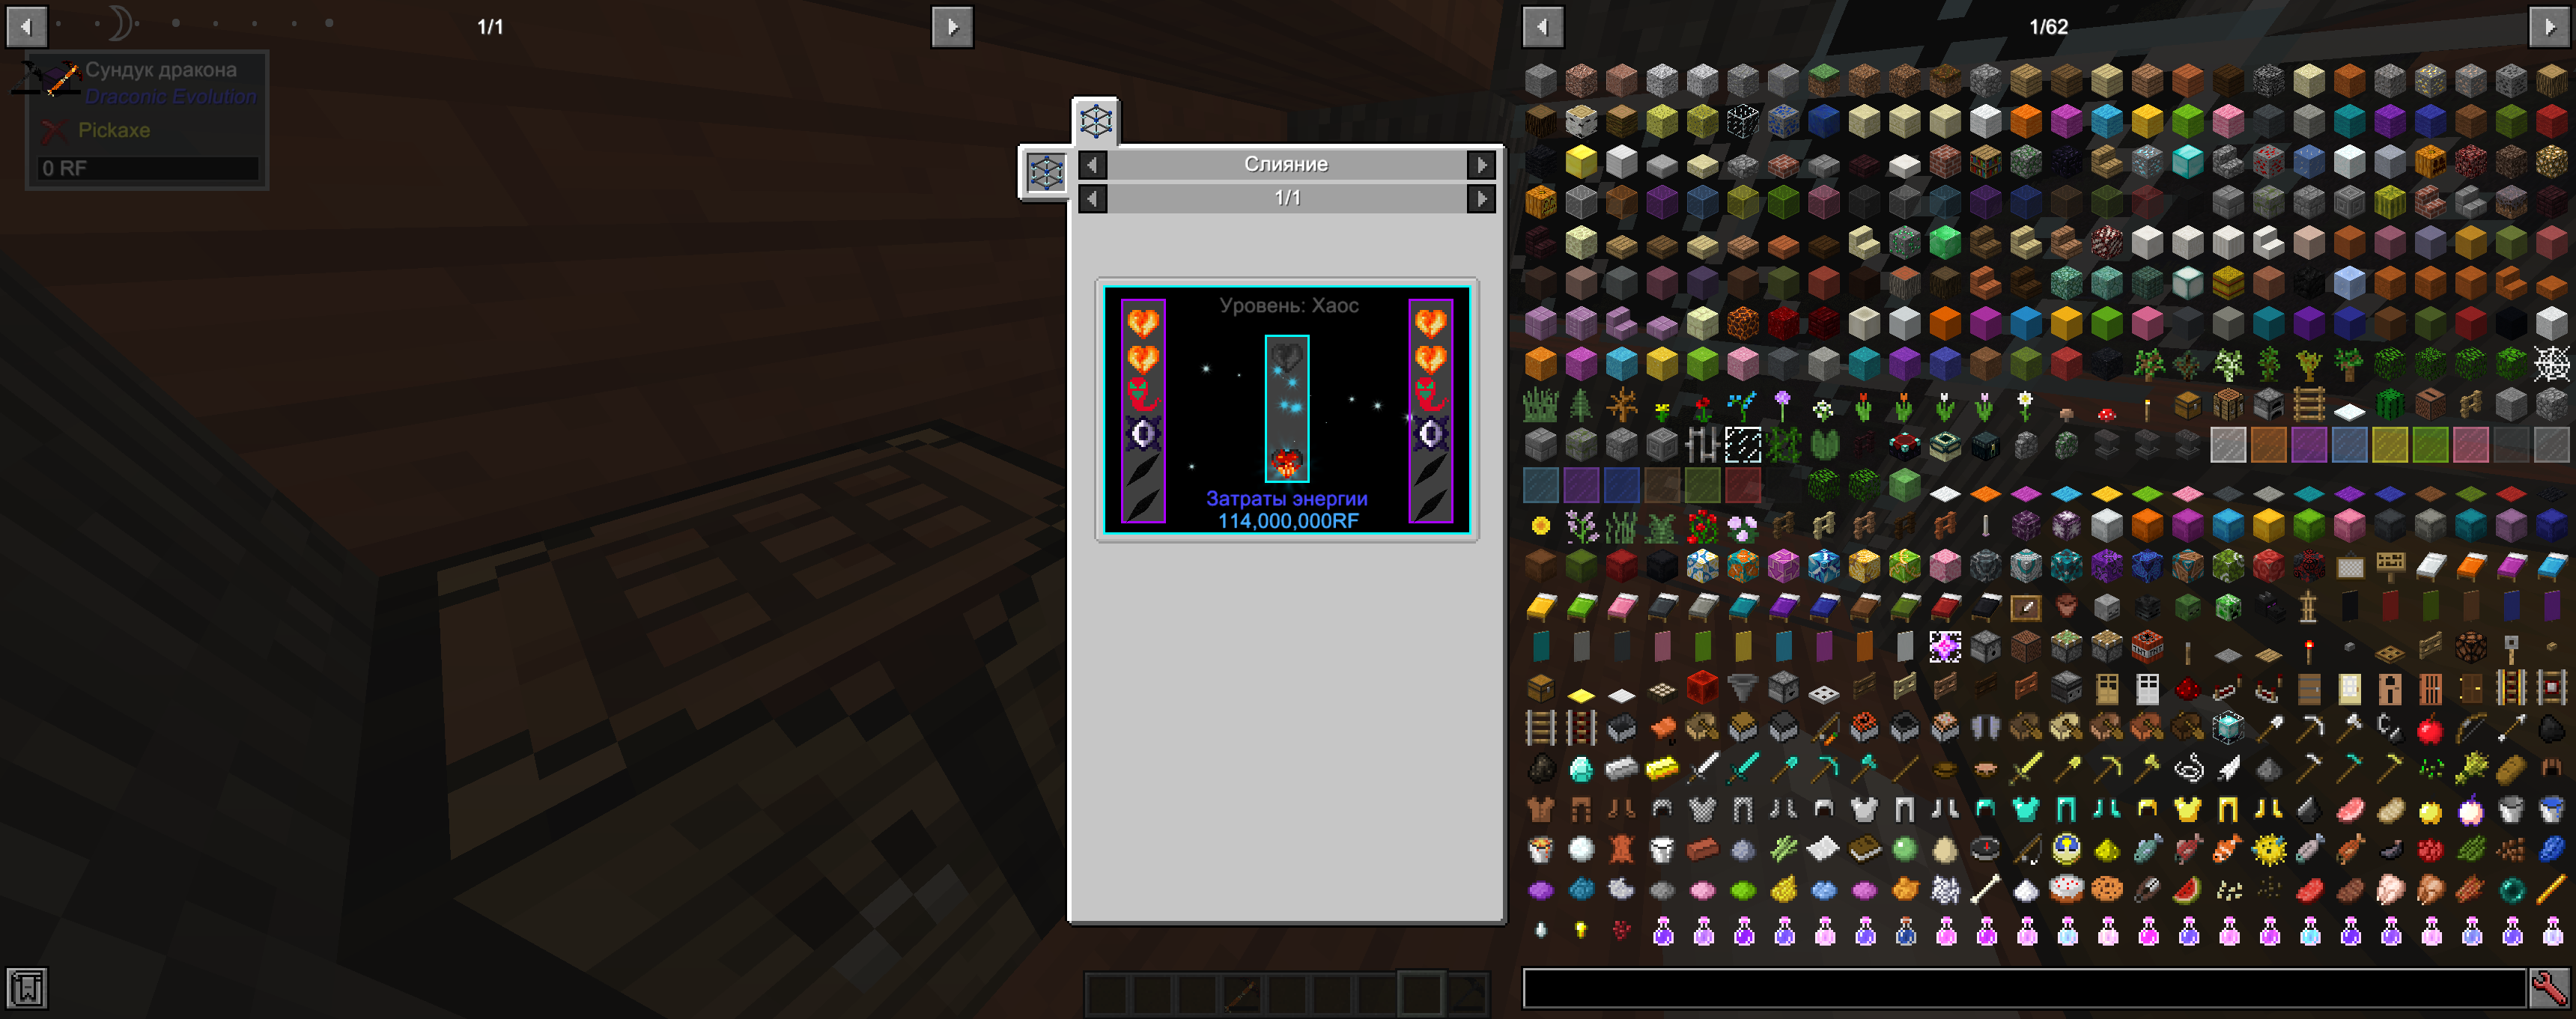 1/1
1/62
Сундук дракона
Draconic Evolution
Pickaxe
0 RF
Слияние
1/1
Уровень: Хаос
Затраты энергии
114,000,000RF